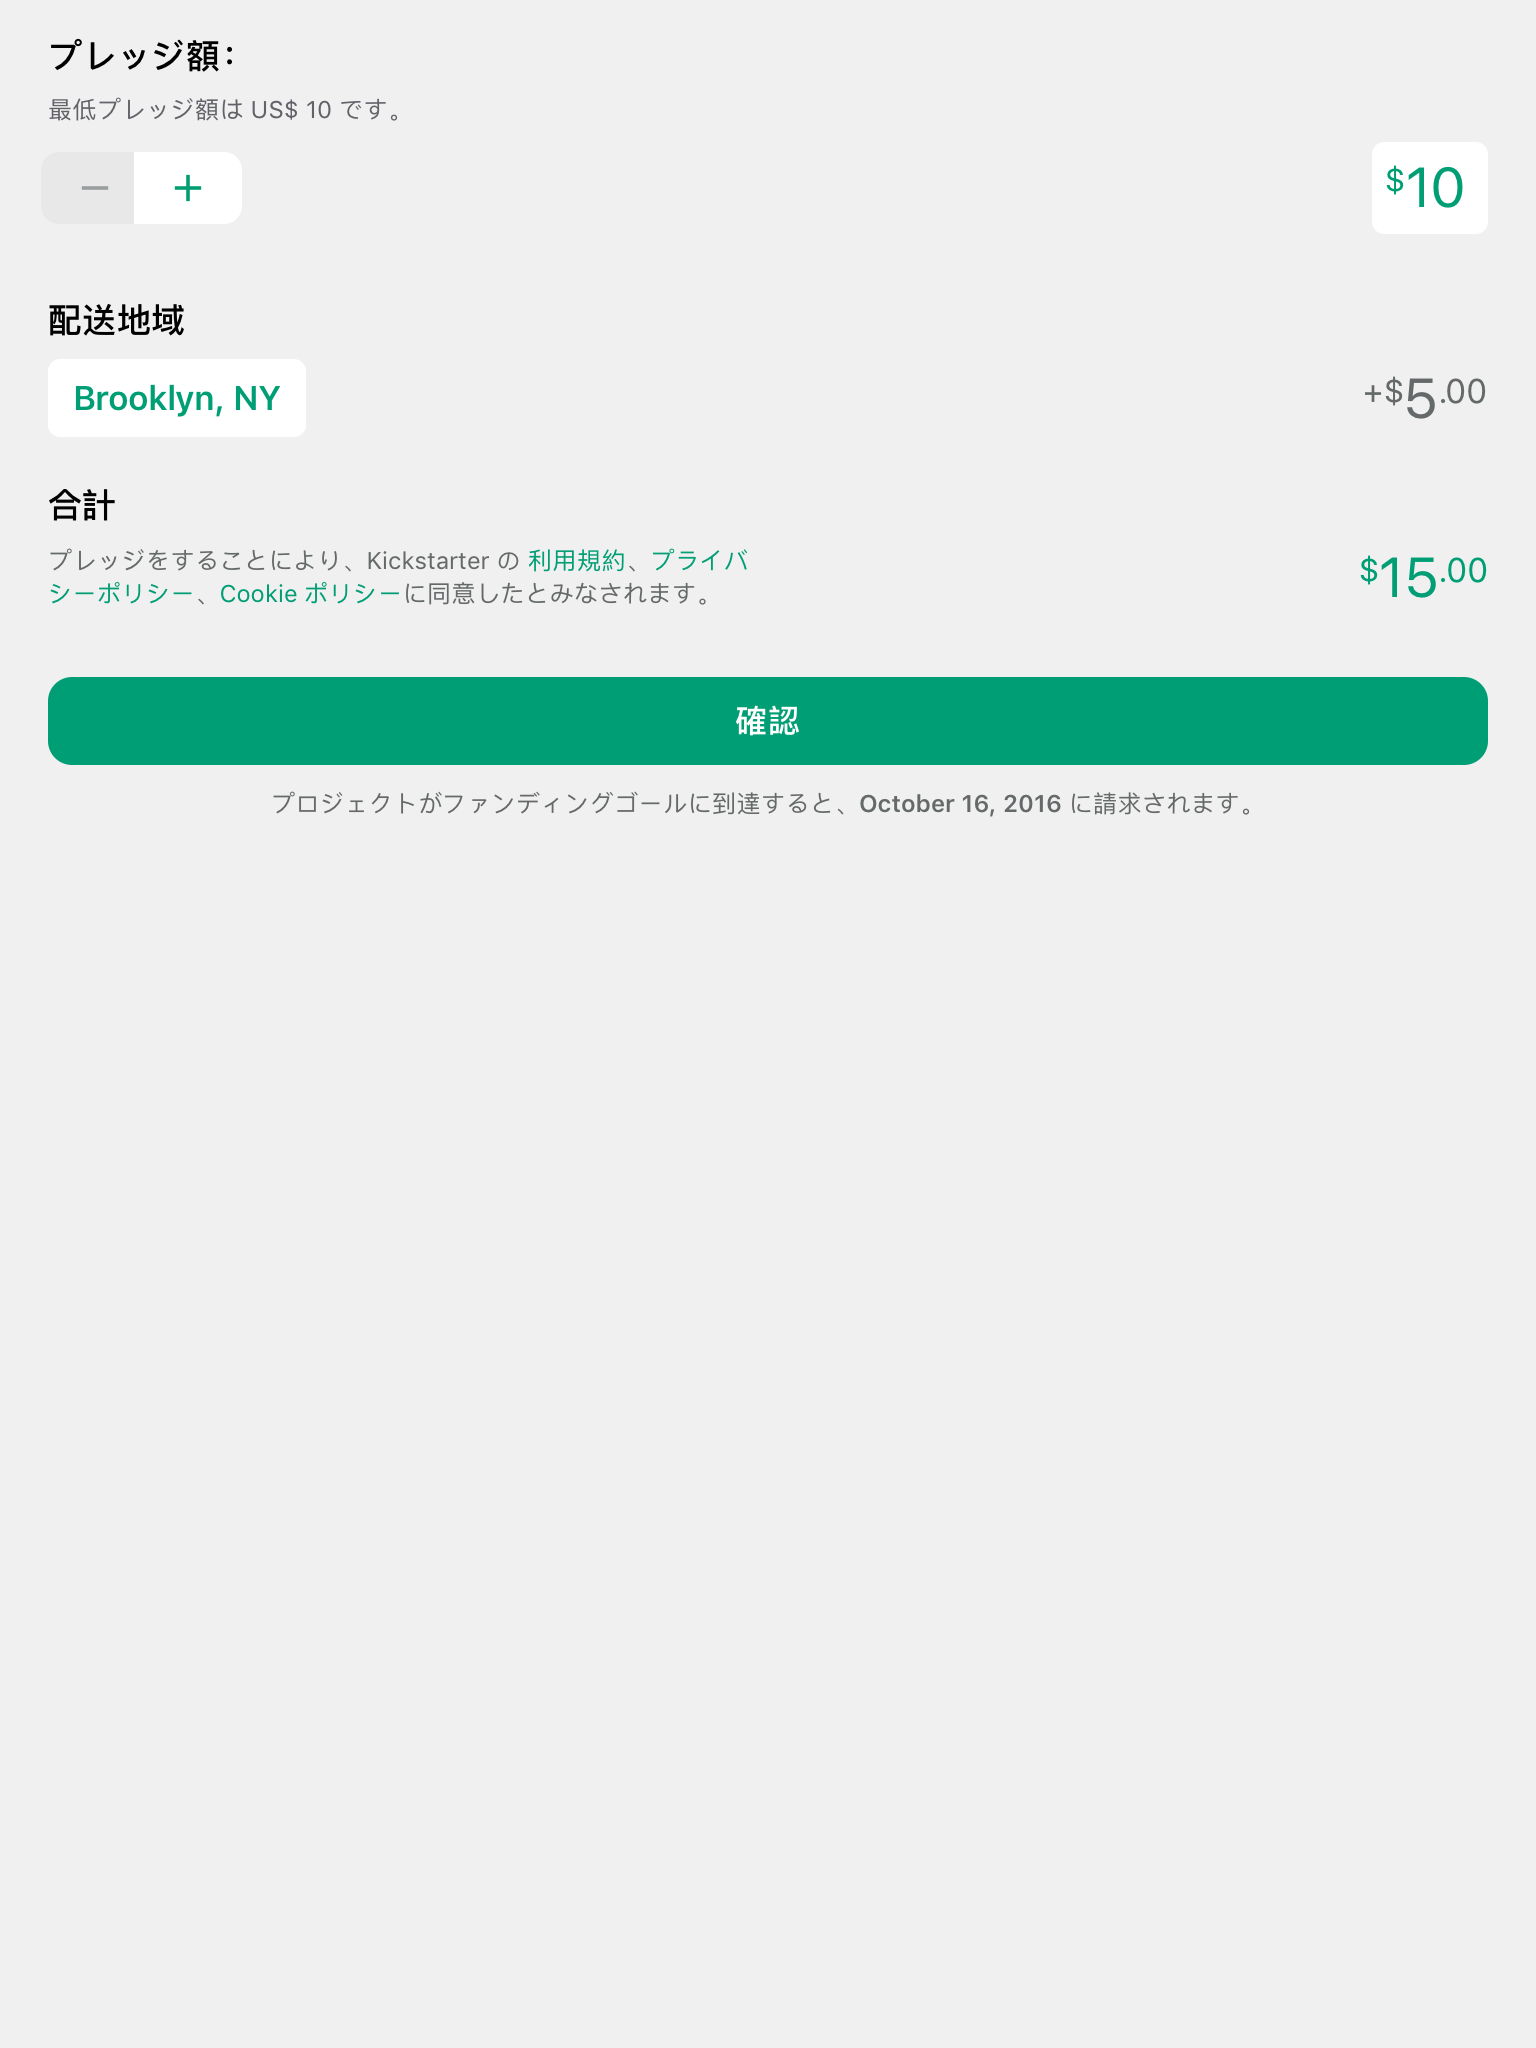 プレッジ額：
最低プレッジ額は US$ 10 です。
− +
$10
配送地域
Brooklyn, NY
+$5.00
合計
プレッジをすることにより、Kickstarter の 利用規約、プライバ
シーポリシー、Cookie ポリシーに同意したとみなされます。
$15.00
確認
プロジェクトがファンディングゴールに到達すると、October 16, 2016 に請求されます。